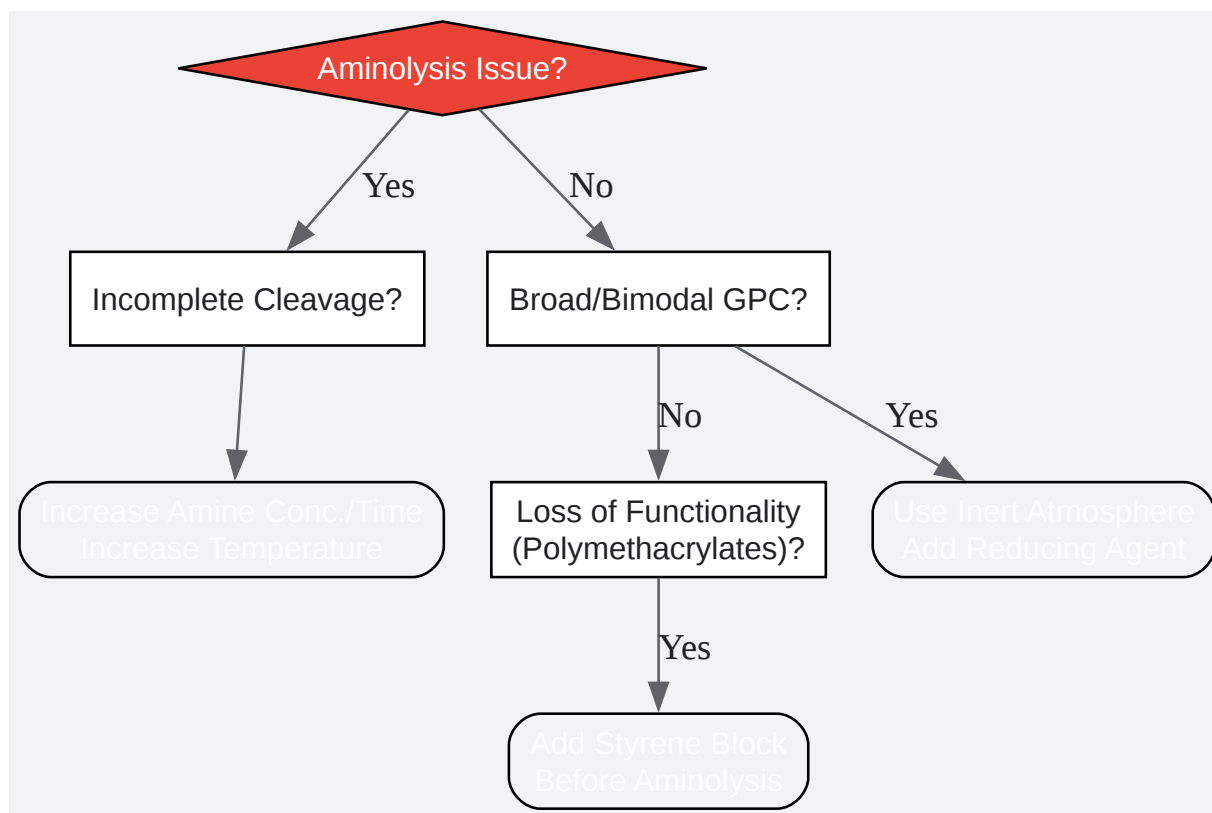 Aminolysis Issue?
Yes
No
Incomplete Cleavage?
Broad/Bimodal GPC?
No
Yes
Increase Amine Conc./Time
Increase Temperature
Loss of Functionality
(Polymethacrylates)?
Use Inert Atmosphere
Add Reducing Agent
Yes
Add Styrene Block
Before Aminolysis